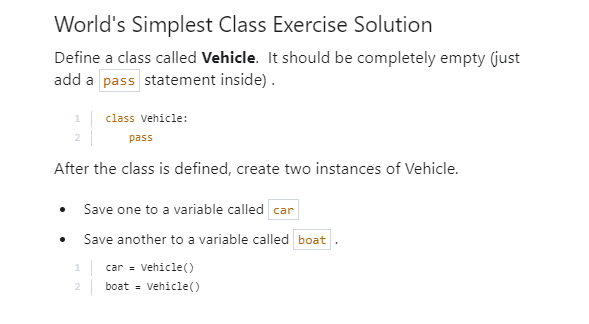 World's Simplest Class Exercise Solution
Define a class called Vehicle. It should be completely empty (just
add a pass statement inside) .
1 class Vehicle:
2 pass
After the class is defined, create two instances of Vehicle.
• Save one to a variable called car
• Save another to a variable called boat .
1 car = Vehicle()
2 boat = Vehicle()